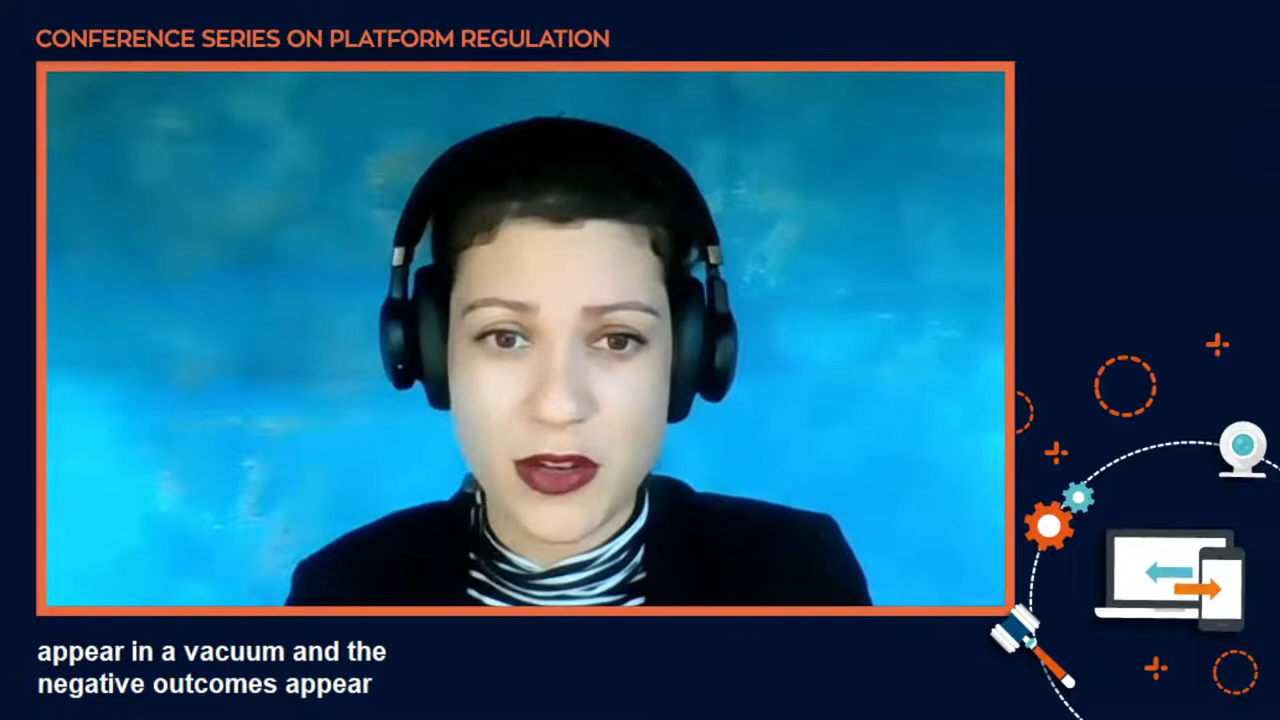 CONFERENCE SERIES ON PLATFORM REGULATION
appear in a vacuum and the
negative outcomes appear